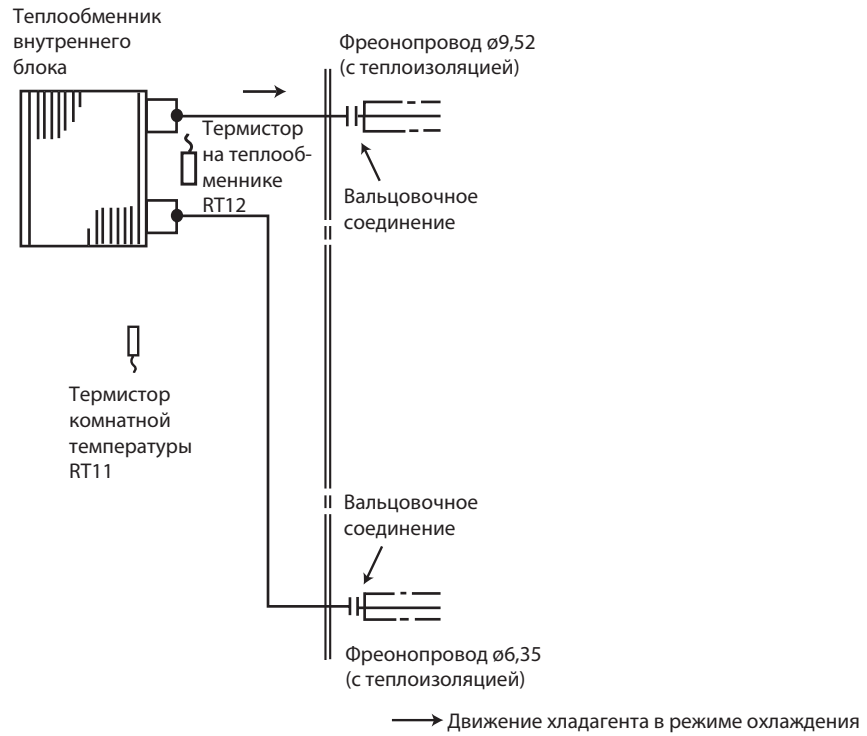 Теплообменник
внутреннего
блока
Фреонопровод ø9,52
(с теплоизоляцией)
Термистор
на теплооб-
меннике
RT12
Вальцовочное
соединение
Термистор
комнатной
температуры
RT11
Вальцовочное
соединение
Фреонопровод ø6,35
(с теплоизоляцией)
Движение хладагента в режиме охлаждения